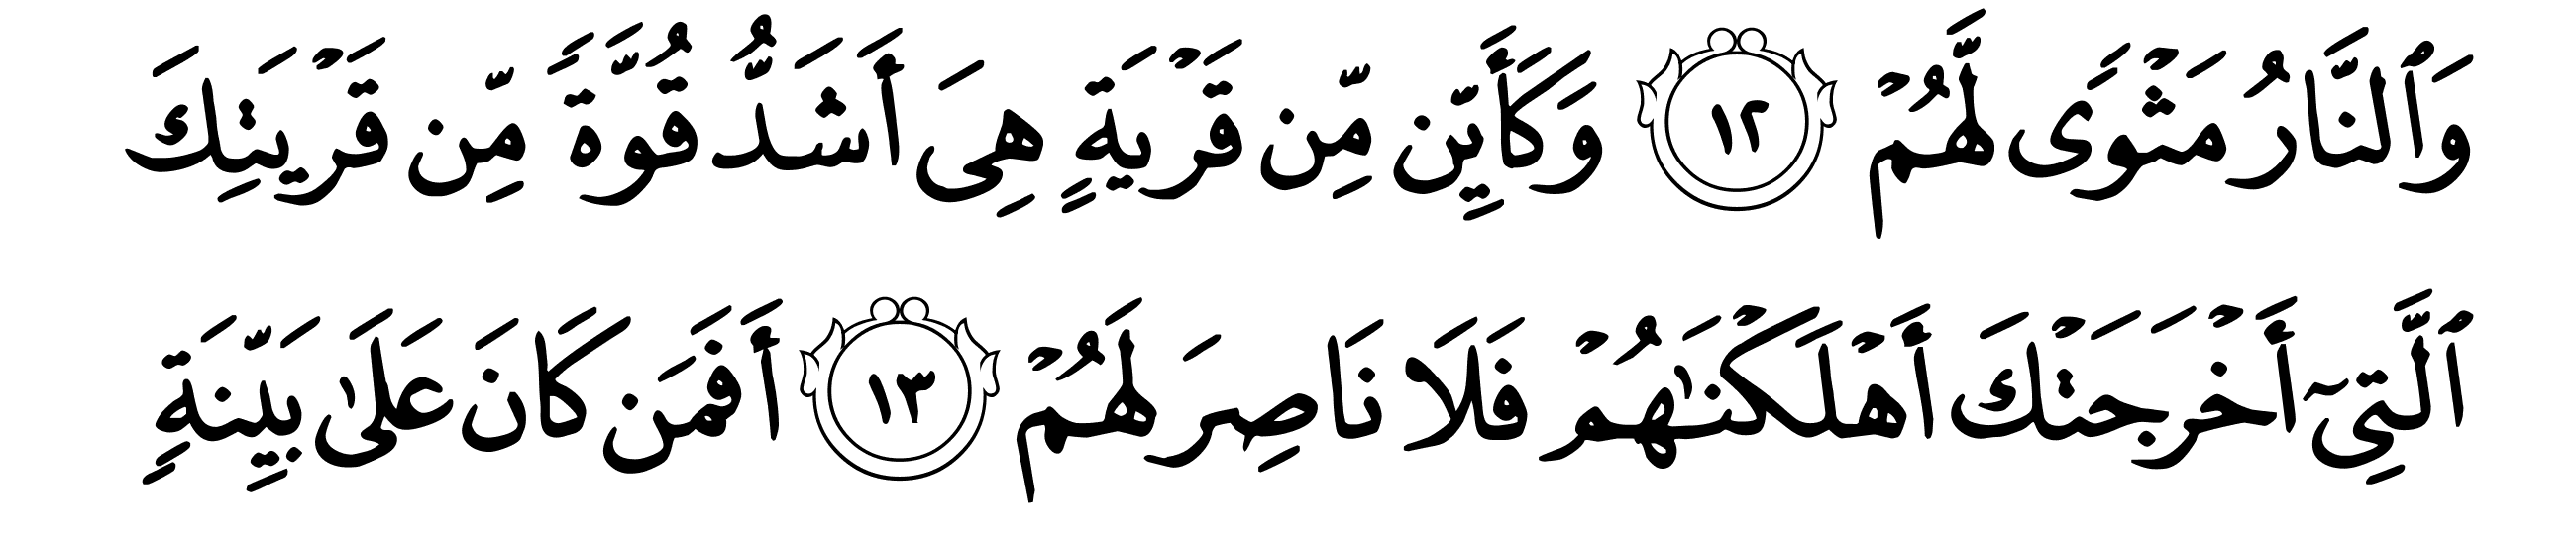 وَٱلنَّارُ مَثۡوٗى لَّهُمۡ ١٢ وَكَأَيِّن مِّن قَرۡيَةٍ هِيَ أَشَدُّ قُوَّةٗ مِّن قَرۡيَتِكَ
ٱلَّتِيٓ أَخۡرَجَتۡكَ أَهۡلَكۡنَٰهُمۡ فَلَا نَاصِرَ لَهُمۡ ١٣ أَفَمَن كَانَ عَلَىٰ بَيِّنَةٖ